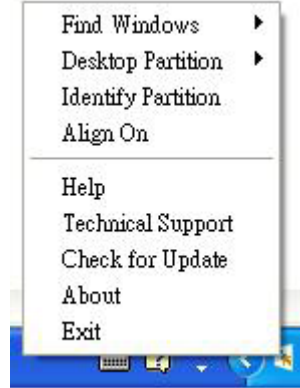 Find Windows
Desktop Partition
Identify Partition
Align On
Help
Technical Support
Check for Update
About
Exit